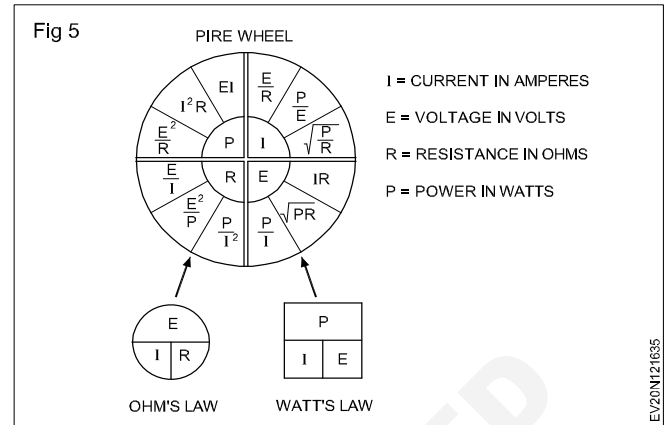 Fig 5
PIRE WHEEL
EI
E/R
I²R
P/E
E²/R
√(P/R)
P
I
R
E
E/I
IR
E²/P
√PR
P/I²
P/I
I = CURRENT IN AMPERES
E = VOLTAGE IN VOLTS
R = RESISTANCE IN OHMS
P = POWER IN WATTS
E
I R
OHM'S LAW
P
I E
WATT'S LAW
EV20N121635